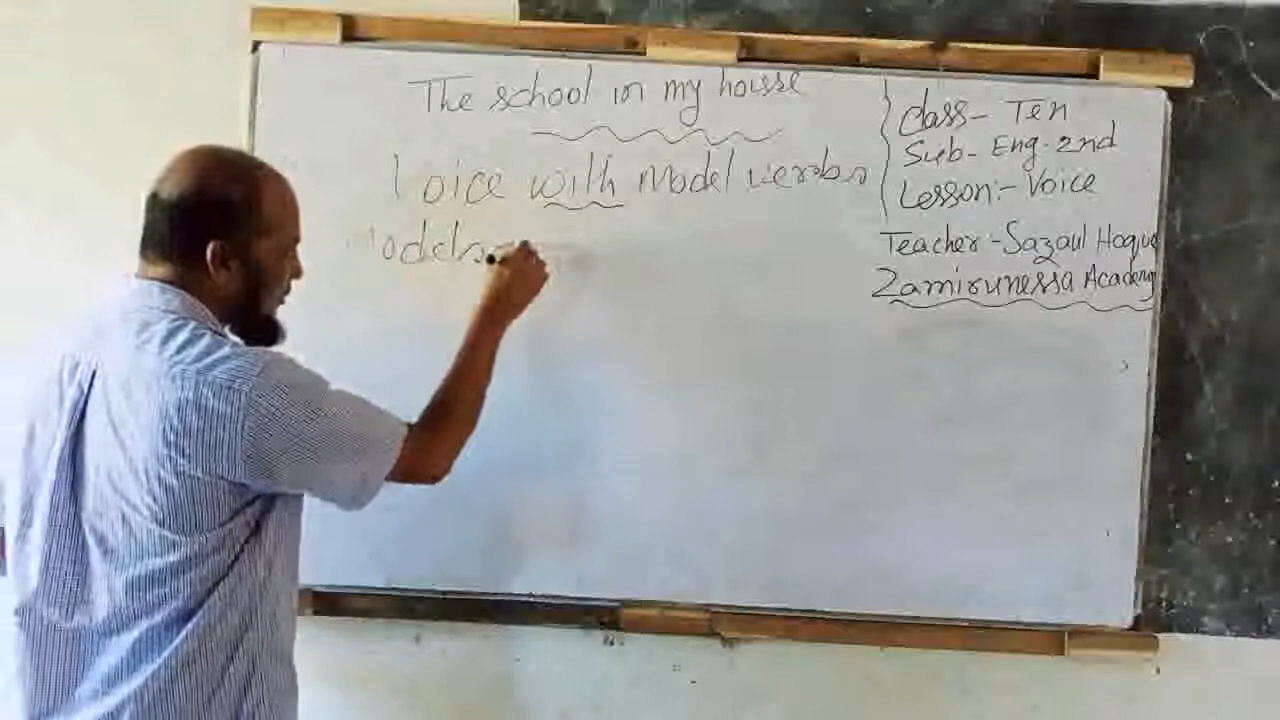 The school in my house
Voice with model verbs
Models
Class- Ten
Sub- Eng. 2nd
Lesson:- Voice
Teacher-Sazaul Hoque
Zamirunessa Academy